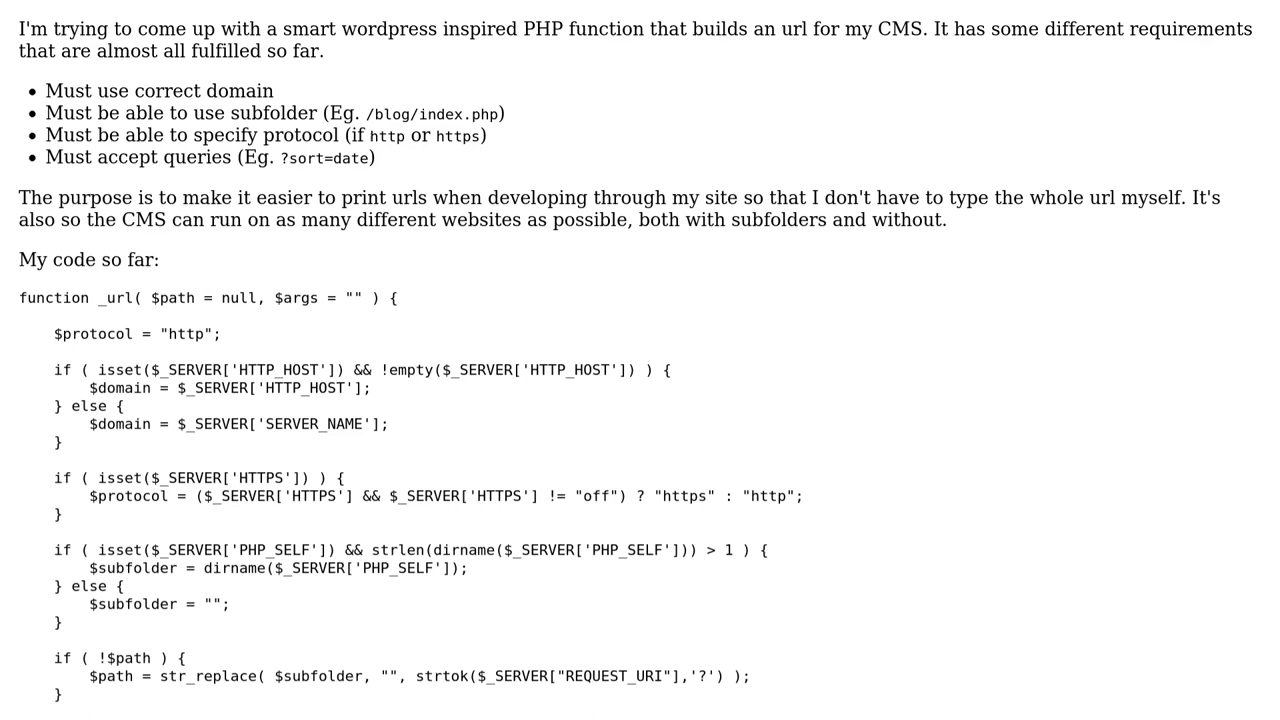 I'm trying to come up with a smart wordpress inspired PHP function that builds an url for my CMS. It has some different requirements
that are almost all fulfilled so far.
• Must use correct domain
• Must be able to use subfolder (Eg. /blog/index.php)
• Must be able to specify protocol (if http or https)
• Must accept queries (Eg. ?sort=date)
The purpose is to make it easier to print urls when developing through my site so that I don't have to type the whole url myself. It's
also so the CMS can run on as many different websites as possible, both with subfolders and without.
My code so far:
function _url( $path = null, $args = "" ) {
    $protocol = "http";
    if ( isset($_SERVER['HTTP_HOST']) && !empty($_SERVER['HTTP_HOST']) ) {
        $domain = $_SERVER['HTTP_HOST'];
    } else {
        $domain = $_SERVER['SERVER_NAME'];
    }
    if ( isset($_SERVER['HTTPS']) ) {
        $protocol = ($_SERVER['HTTPS'] && $_SERVER['HTTPS'] != "off") ? "https" : "http";
    }
    if ( isset($_SERVER['PHP_SELF']) && strlen(dirname($_SERVER['PHP_SELF'])) > 1 ) {
        $subfolder = dirname($_SERVER['PHP_SELF']);
    } else {
        $subfolder = "";
    }
    if ( !$path ) {
        $path = str_replace( $subfolder, "", strtok($_SERVER["REQUEST_URI"],'?') );
    }